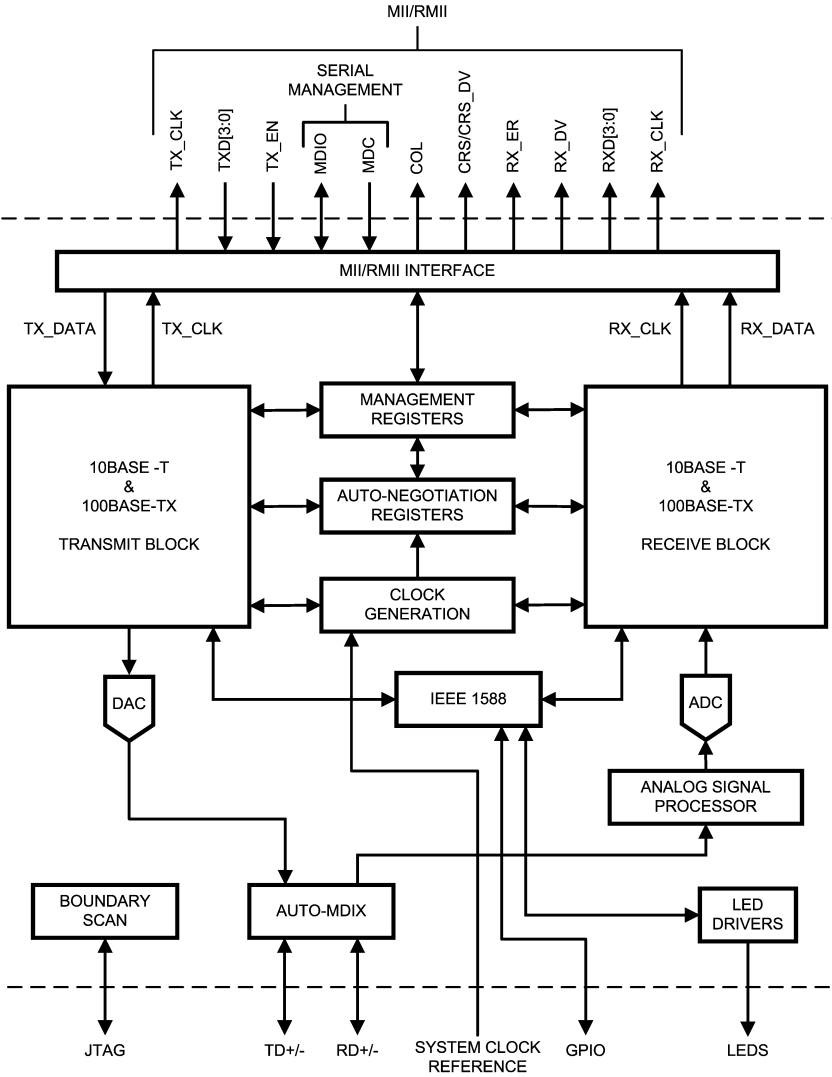 MII/RMII
SERIAL
MANAGEMENT
TX_CLK
TXD[3:0]
TX_EN
MDIO
MDC
COL
CRS/CRS_DV
RX_ER
RX_DV
RXD[3:0]
RX_CLK
MII/RMII INTERFACE
TX_DATA
TX_CLK
RX_CLK
RX_DATA
MANAGEMENT
REGISTERS
10BASE -T
&
100BASE-TX
TRANSMIT BLOCK
AUTO-NEGOTIATION
REGISTERS
10BASE -T
&
100BASE-TX
RECEIVE BLOCK
CLOCK
GENERATION
DAC
IEEE 1588
ADC
ANALOG SIGNAL
PROCESSOR
BOUNDARY
SCAN
AUTO-MDIX
LED
DRIVERS
JTAG
TD+/-
RD+/-
SYSTEM CLOCK
REFERENCE
GPIO
LEDS